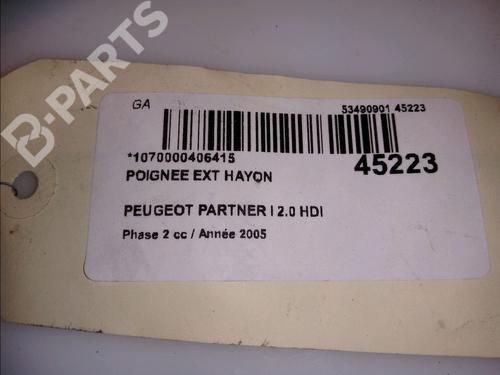 B-PARTS
GA
53490901 45223
*1070000406415
45223
POIGNEE EXT HAYON
PEUGEOT PARTNER I 2.0 HDI
Phase 2 cc / Année 2005